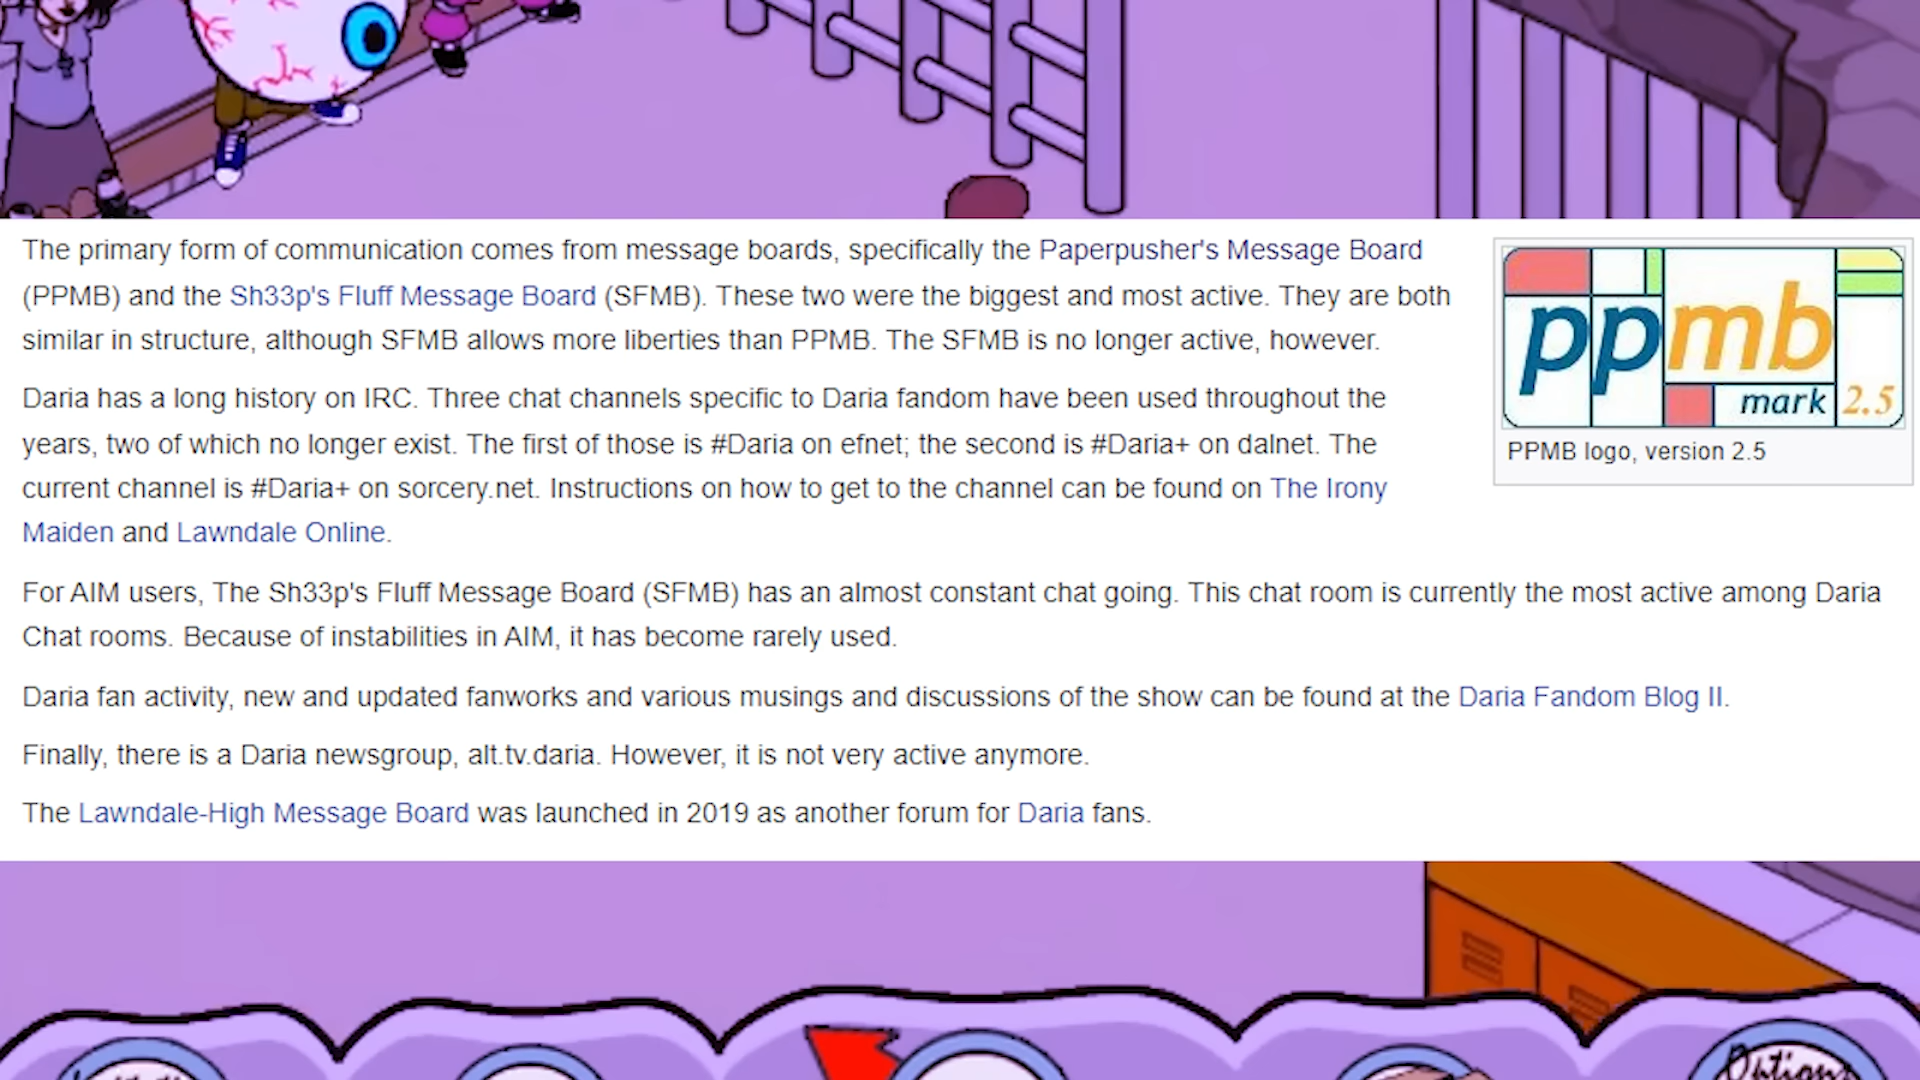 The primary form of communication comes from message boards, specifically the Paperpusher's Message Board
(PPMB) and the Sh33p's Fluff Message Board (SFMB). These two were the biggest and most active. They are both
similar in structure, although SFMB allows more liberties than PPMB. The SFMB is no longer active, however.
ppmb
mark 2.5
PPMB logo, version 2.5
Daria has a long history on IRC. Three chat channels specific to Daria fandom have been used throughout the
years, two of which no longer exist. The first of those is #Daria on efnet; the second is #Daria+ on dalnet. The
current channel is #Daria+ on sorcery.net. Instructions on how to get to the channel can be found on The Irony
Maiden and Lawndale Online.
For AIM users, The Sh33p's Fluff Message Board (SFMB) has an almost constant chat going. This chat room is currently the most active among Daria
Chat rooms. Because of instabilities in AIM, it has become rarely used.
Daria fan activity, new and updated fanworks and various musings and discussions of the show can be found at the Daria Fandom Blog II.
Finally, there is a Daria newsgroup, alt.tv.daria. However, it is not very active anymore.
The Lawndale-High Message Board was launched in 2019 as another forum for Daria fans.
Options